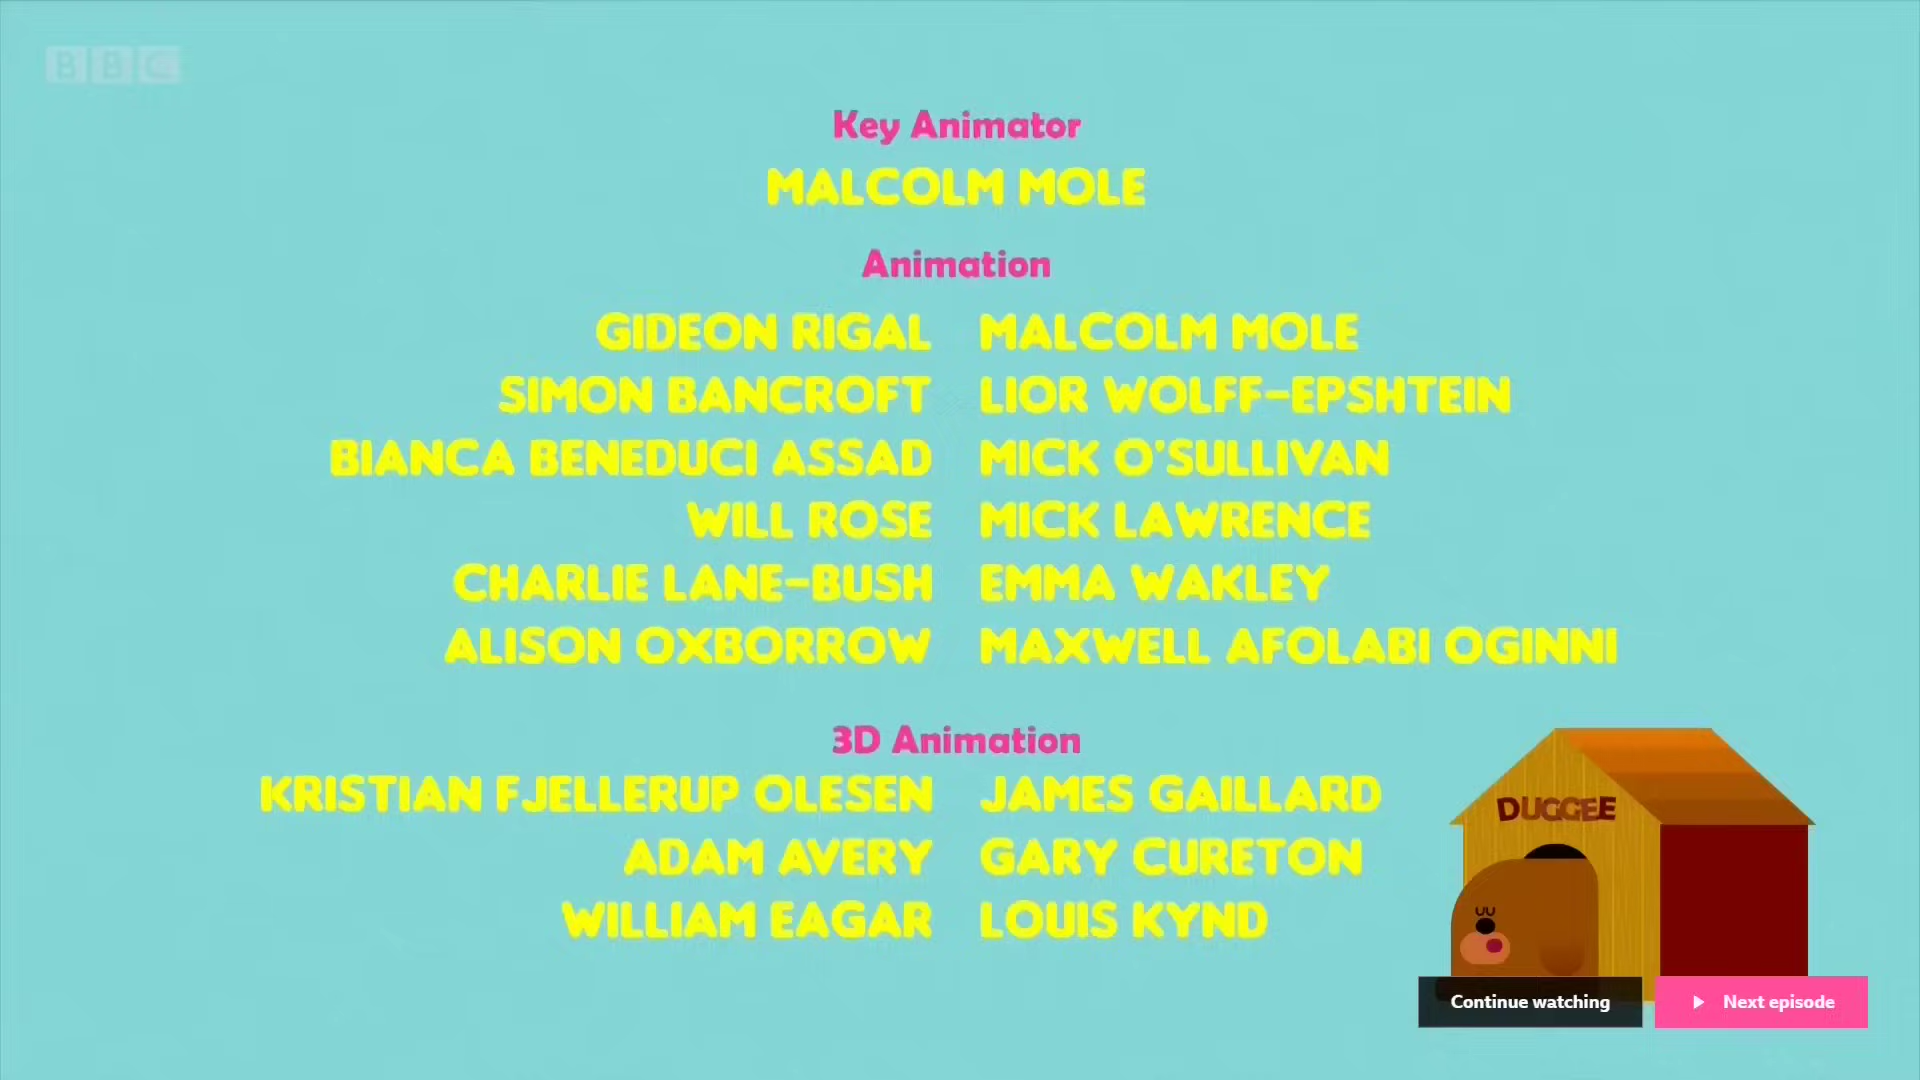 BBC
Key Animator
MALCOLM MOLE
Animation
GIDEON RIGAL MALCOLM MOLE
SIMON BANCROFT LIOR WOLFF-EPSHTEIN
BIANCA BENEDUCI ASSAD MICK O'SULLIVAN
WILL ROSE MICK LAWRENCE
CHARLIE LANE-BUSH EMMA WAKLEY
ALISON OXBORROW MAXWELL AFOLABI OGINNI
3D Animation
KRISTIAN FJELLERUP OLESEN JAMES GAILLARD
ADAM AVERY GARY CURETON
WILLIAM EAGAR LOUIS KYND
DUGGEE
Continue watching
Next episode